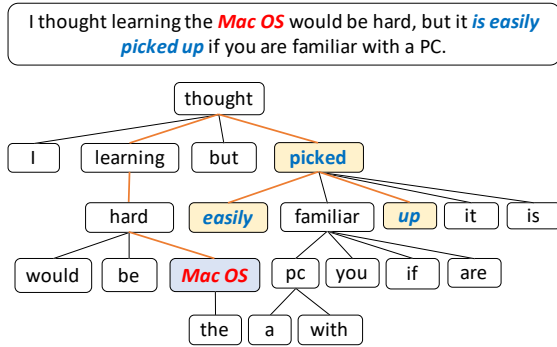 I thought learning the Mac OS would be hard, but it is easily
picked up if you are familiar with a PC.
thought
I learning but picked
hard easily familiar up it is
would be Mac OS pc you if are
the a with